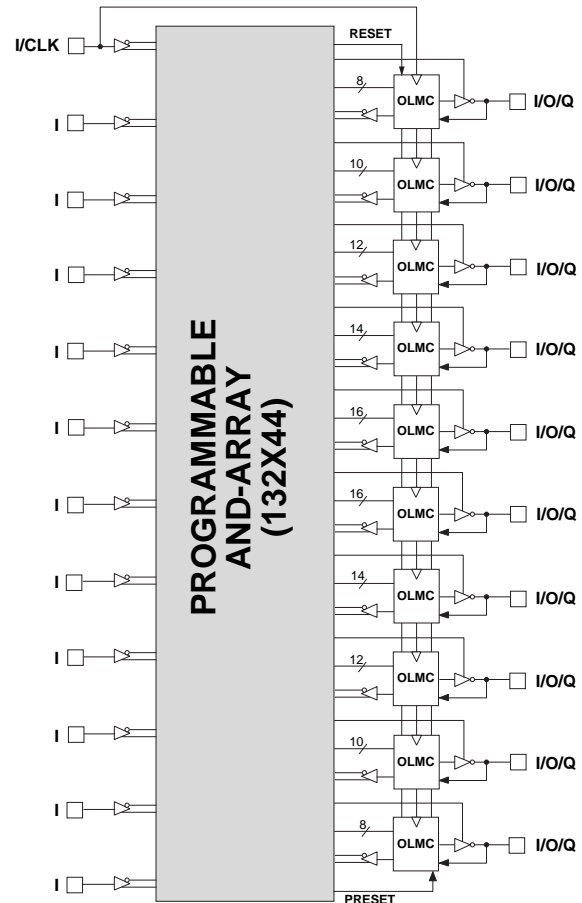 RESET
I/CLK
8
OLMC
I/O/Q
I
10
OLMC
I/O/Q
I
12
OLMC
I/O/Q
I
14
OLMC
I/O/Q
I
PROGRAMMABLE
AND-ARRAY
(132X44)
16
OLMC
I/O/Q
I
16
OLMC
I/O/Q
I
14
OLMC
I/O/Q
I
12
OLMC
I/O/Q
I
10
OLMC
I/O/Q
I
8
OLMC
I/O/Q
I
I
PRESET